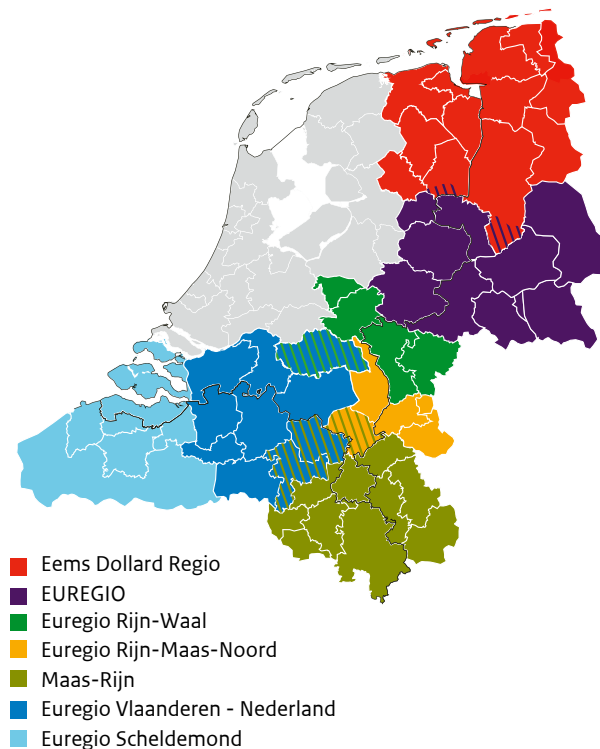 Eems Dollard Regio
EUREGIO
Euregio Rijn-Waal
Euregio Rijn-Maas-Noord
Maas-Rijn
Euregio Vlaanderen - Nederland
Euregio Scheldemond